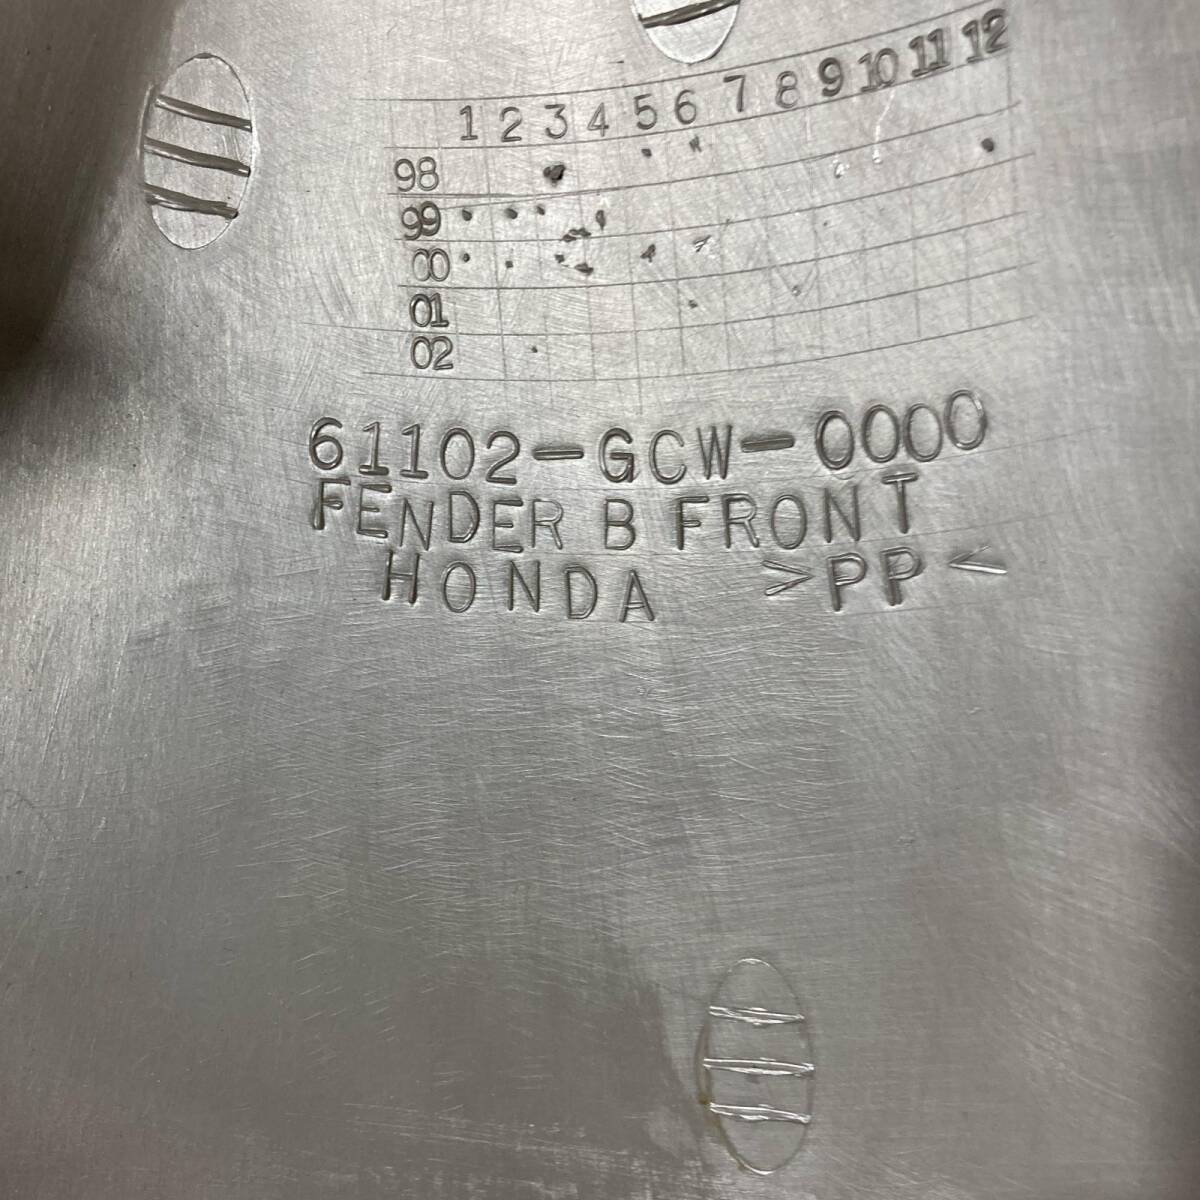 1 2 3 4 5 6 7 8 9 10 11 12
98
99
00
01
02
61102-GCW-0000
FENDER B FRONT
HONDA >PP<